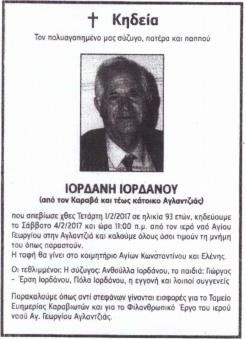 Κηδεία
Τον πολυαγαπημένο μας σύζυγο, πατέρα και παππού
ΙΟΡΔΑΝΗ ΙΟΡΔΑΝΟΥ
(από τον Καραβά και τέως κάτοικο Αγλαντζιάς)
που απεβίωσε χθες Τετάρτη 1/2/2017 σε ηλικία 93 ετών, κηδεύουμε
το Σάββατο 4/2/2017 και ώρα 11:00 π.μ. από τον ιερό ναό Αγίου
Γεωργίου στην Αγλαντζιά και καλούμε όλους όσοι τιμούν τη μνήμη
του όπως παραστούν.
Η ταφή θα γίνει στο κοιμητήριο Αγίων Κωνσταντίνου και Ελένης.
Οι τεθλιμμένοι: Η σύζυγος: Ανθούλλα Ιορδάνου, τα παιδιά: Γιώργος
- Έρση Ιορδάνου, Πόλα Ιορδάνου, η εγγονή και λοιποί συγγενείς
Παρακαλούμε όπως αντί στεφάνων γίνονται εισφορές για το Ταμείο
Ευημερίας Καραβιωτών και για το Φιλανθρωπικό Έργο του ιερού
ναού Αγ. Γεωργίου Αγλαντζιάς.